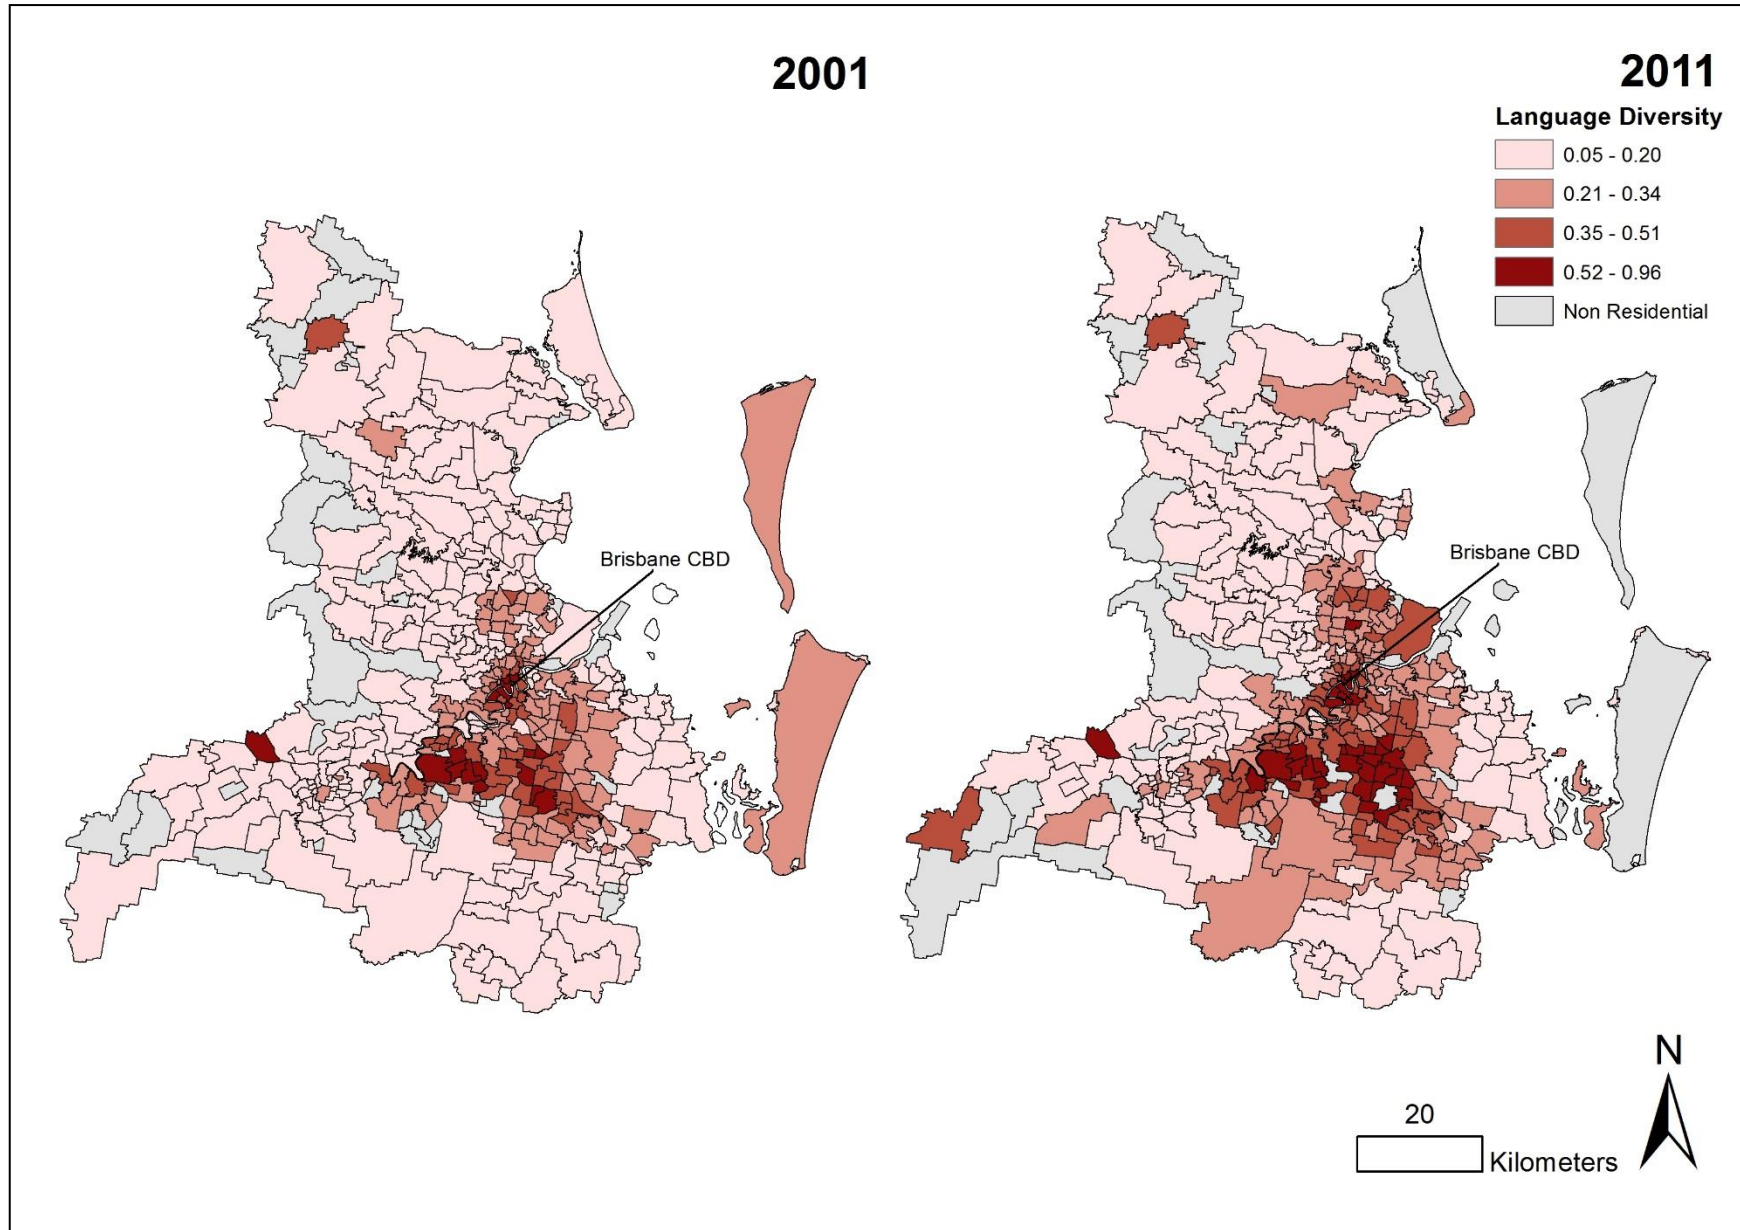 2001
2011
Language Diversity
0.05 - 0.20
0.21 - 0.34
0.35 - 0.51
0.52 - 0.96
Non Residential
Brisbane CBD
Brisbane CBD
N
20
Kilometers